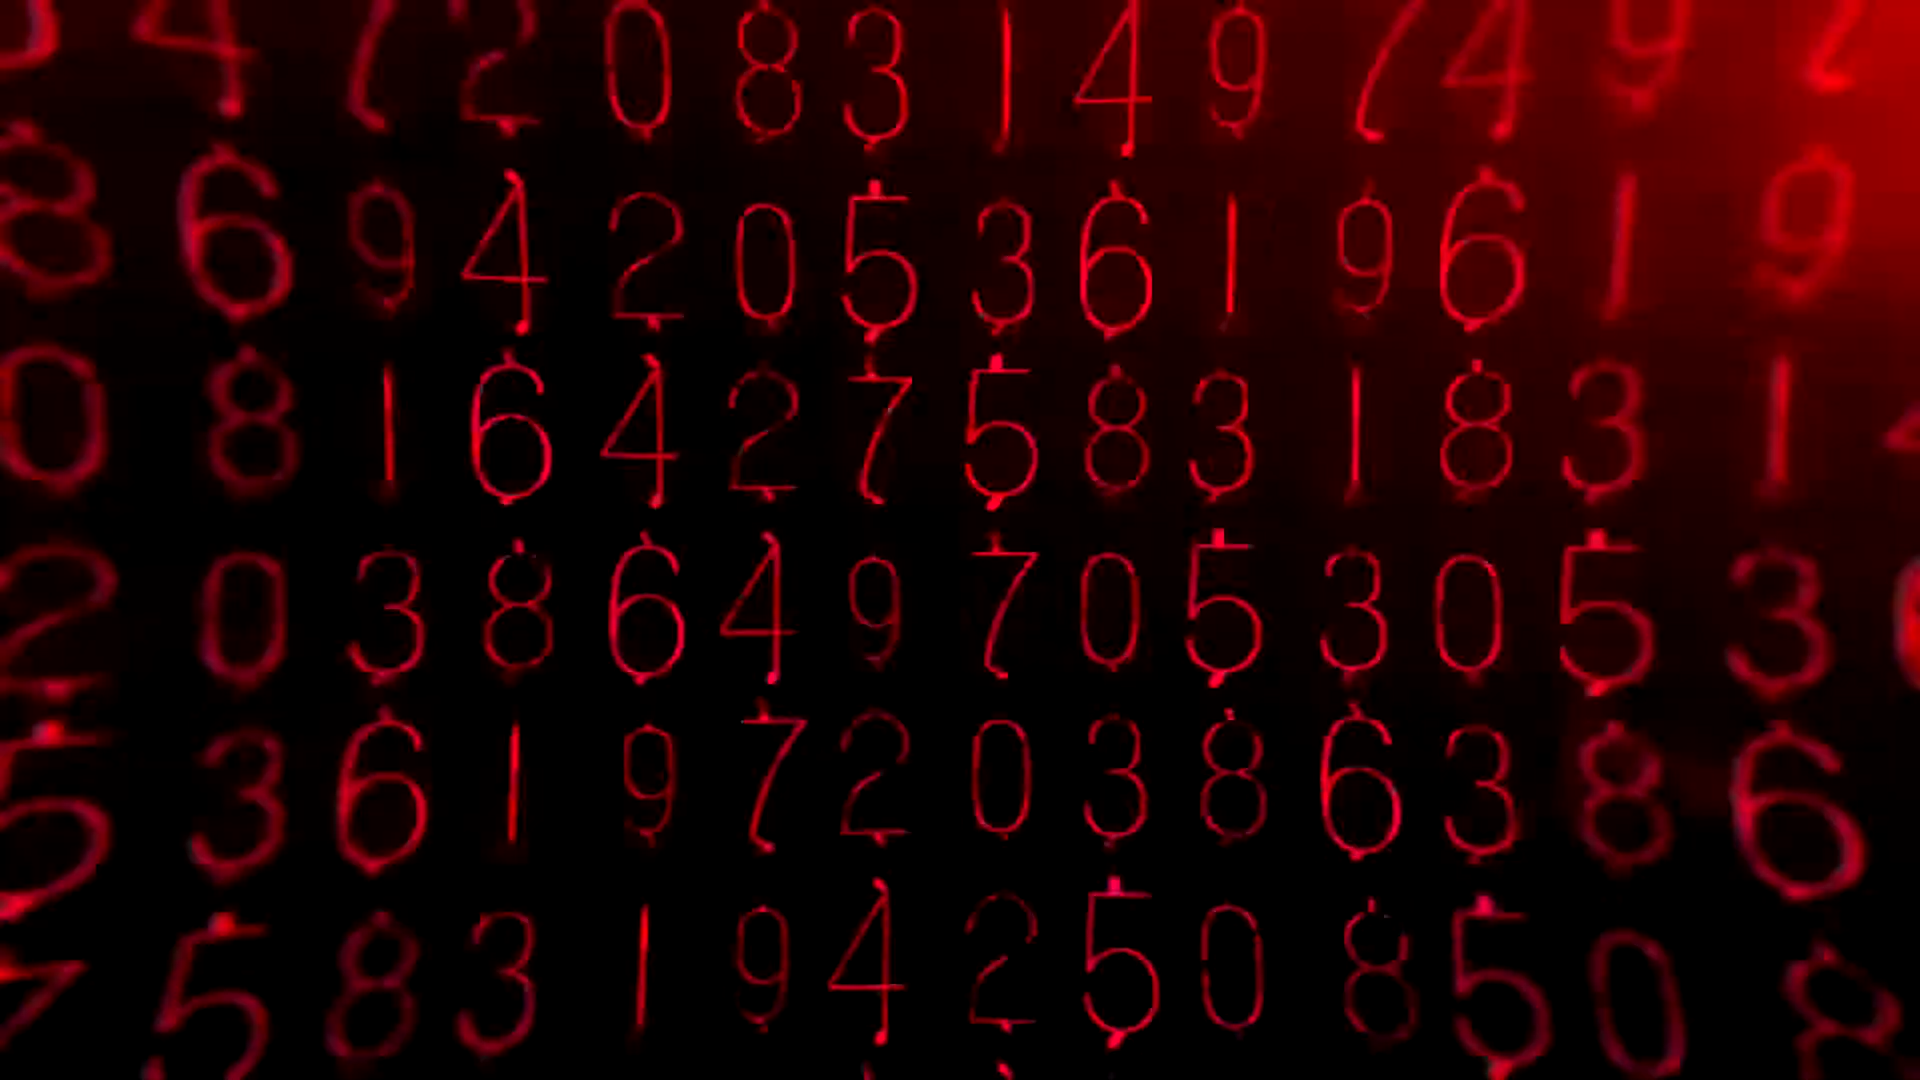 4 7 2 0 8 3 1 4 9 7 4 9 2
8 6 9 4 2 0 5 3 6 1 9 6 1 9
0 8 1 6 4 2 7 5 8 3 1 8 3 1 4
2 0 3 8 6 4 9 7 0 5 3 0 5 3
5 3 6 1 9 7 2 0 3 8 6 3 8 6
7 5 8 3 1 9 4 2 5 0 8 5 0 8